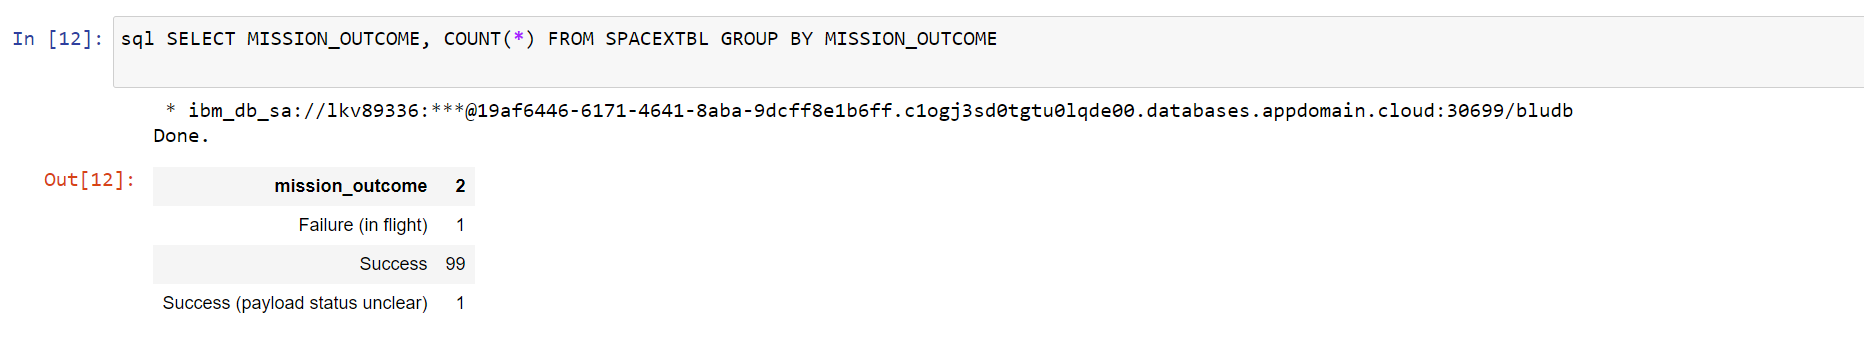 In [12]: sql SELECT MISSION_OUTCOME, COUNT(*) FROM SPACEXTBL GROUP BY MISSION_OUTCOME
* ibm_db_sa://lkv89336:***@19af6446-6171-4641-8aba-9dcff8e1b6ff.c1ogj3sd0tgtu0lqde00.databases.appdomain.cloud:30699/bludb
Done.
Out[12]: mission_outcome 2
Failure (in flight) 1
Success 99
Success (payload status unclear) 1